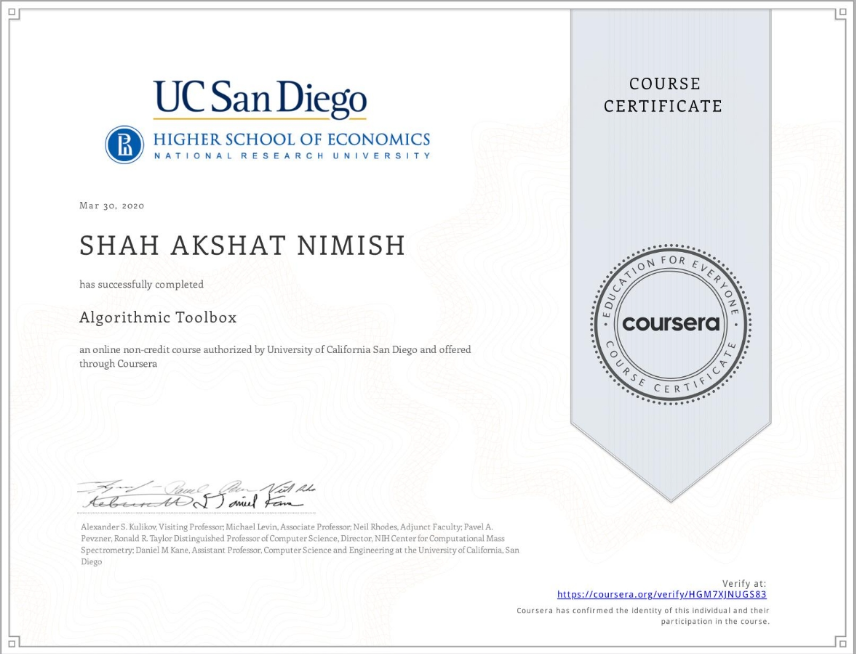 UC San Diego
HIGHER SCHOOL OF ECONOMICS
NATIONAL RESEARCH UNIVERSITY
COURSE
CERTIFICATE
Mar 30, 2020
SHAH AKSHAT NIMISH
has successfully completed
Algorithmic Toolbox
an online non-credit course authorized by University of California San Diego and offered
through Coursera
EDUCATION FOR EVERYONE
coursera
COURSE CERTIFICATE
Alexander S. Kulikov, Visiting Professor; Michael Levin, Associate Professor; Neil Rhodes, Adjunct Faculty; Pavel A.
Pevzner, Ronald R. Taylor Distinguished Professor of Computer Science, Director, NIH Center for Computational Mass
Spectrometry; Daniel M Kane, Assistant Professor, Computer Science and Engineering at the University of California, San
Diego
Verify at:
https://coursera.org/verify/HGM7XJNUGS83
Coursera has confirmed the identity of this individual and their
participation in the course.